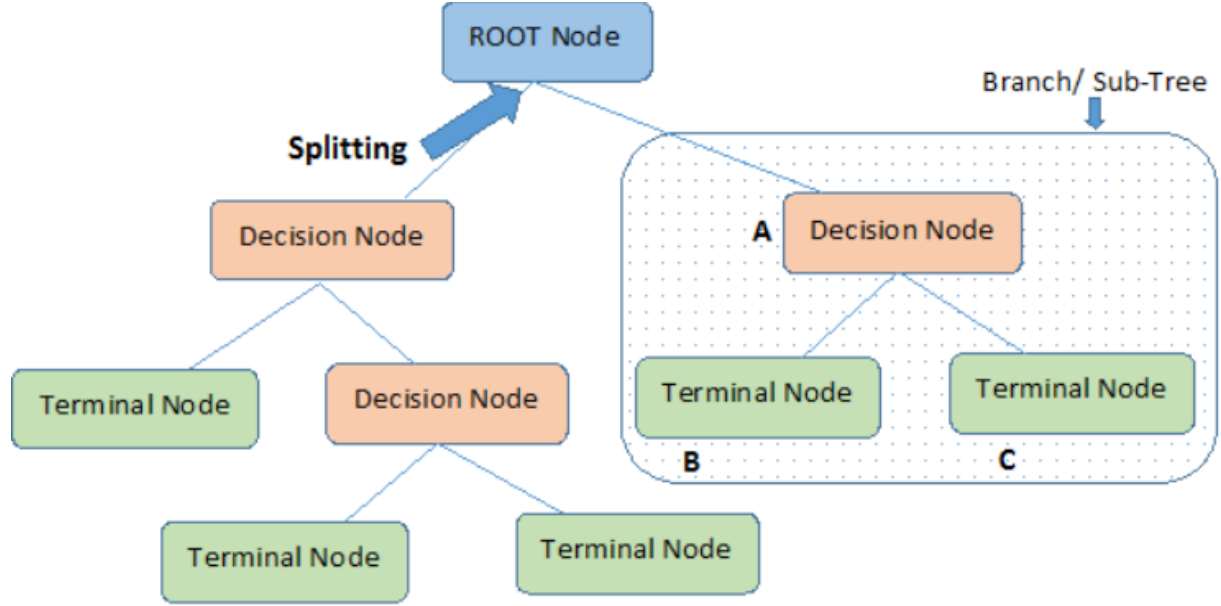 ROOT Node
Branch/ Sub-Tree
Splitting
Decision Node
A
Decision Node
Terminal Node
Decision Node
Terminal Node
Terminal Node
B
C
Terminal Node
Terminal Node